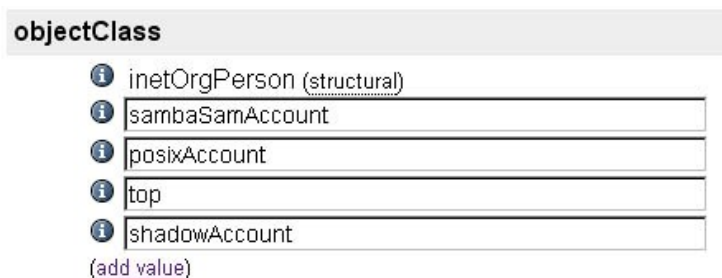 objectClass
inetOrgPerson (structural)
sambaSamAccount
posixAccount
top
shadowAccount
(add value)